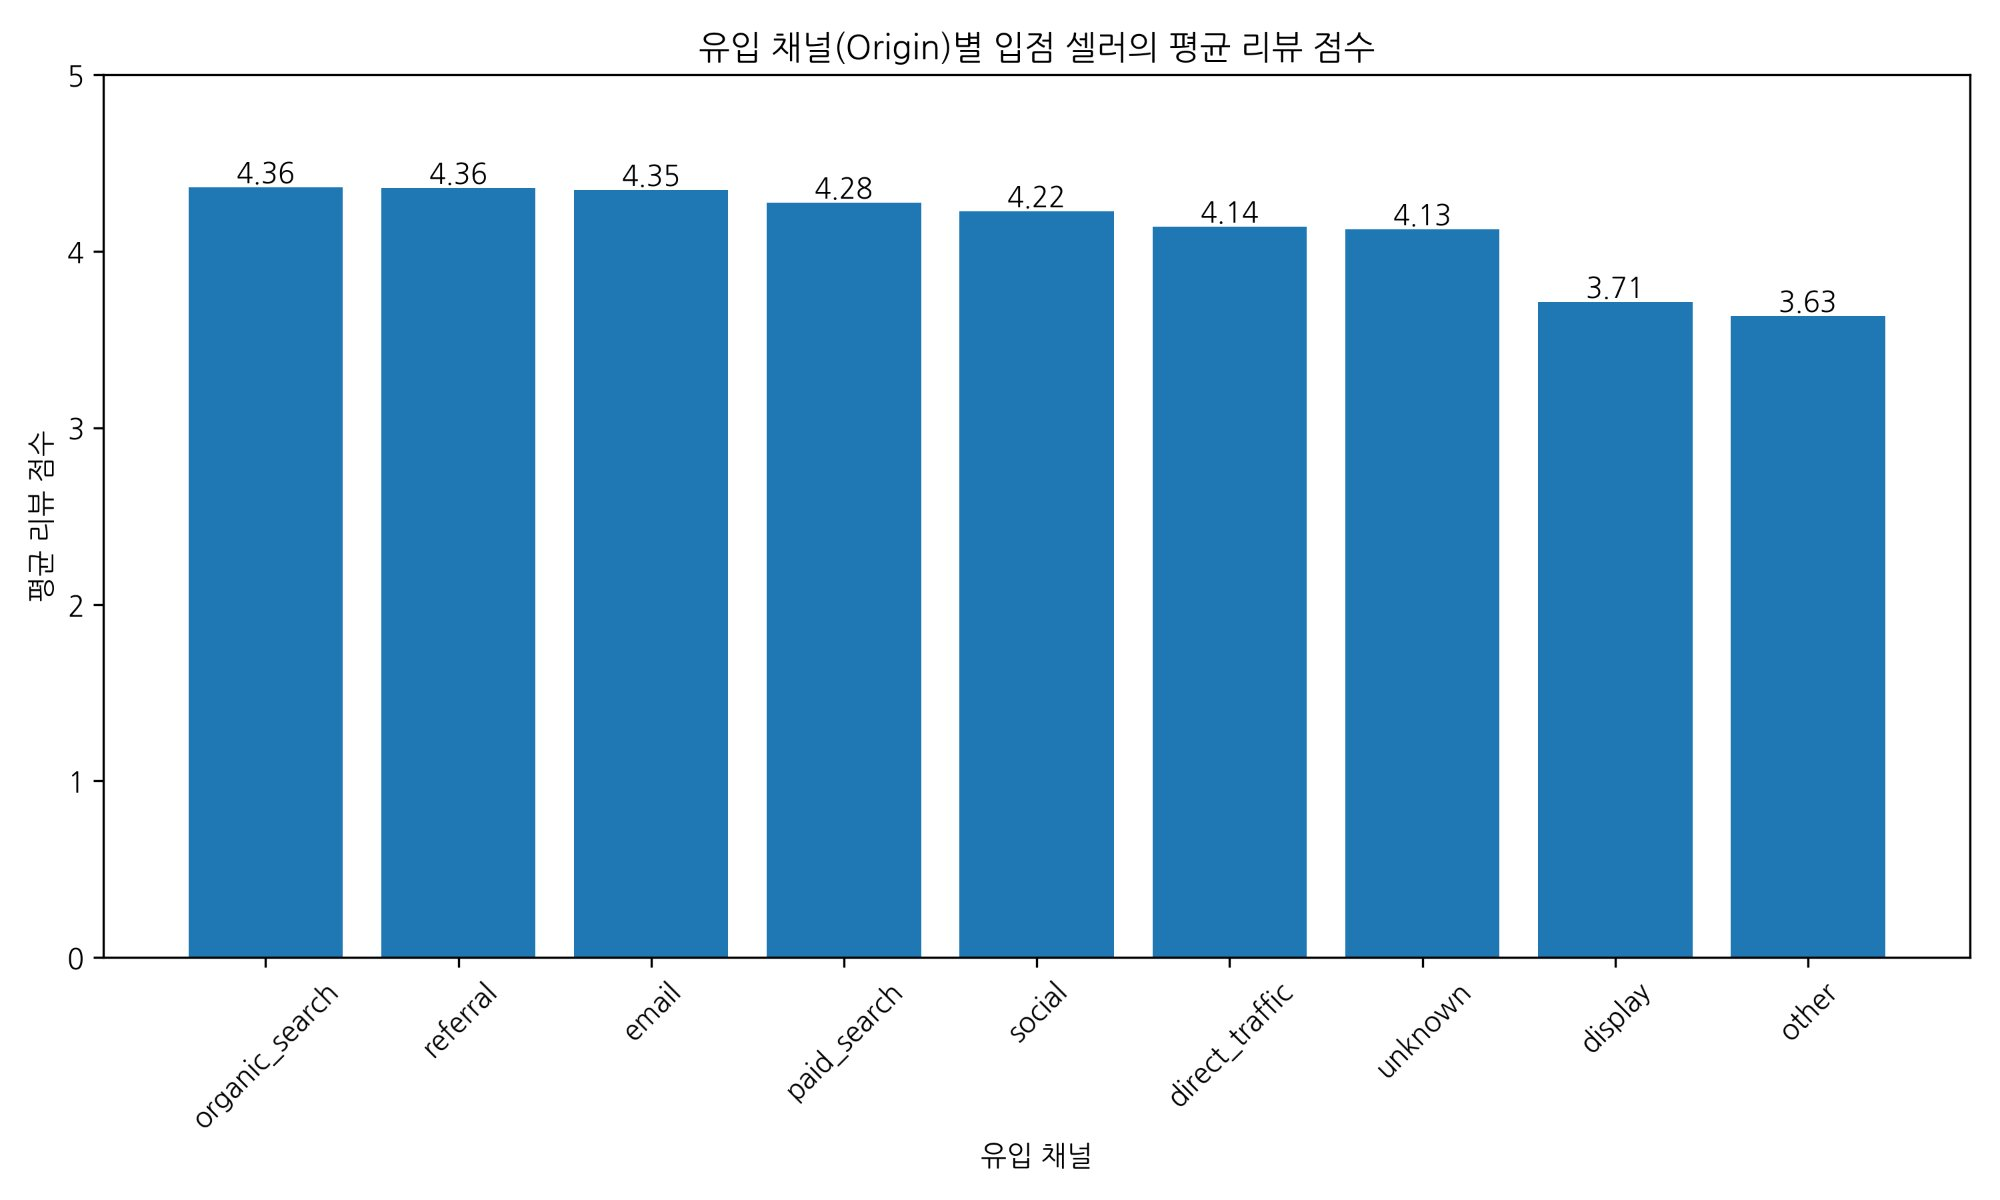 유입 채널(Origin)별 입점 셀러의 평균 리뷰 점수
평균 리뷰 점수
5
4
3
2
1
0
4.36
4.36
4.35
4.28
4.22
4.14
4.13
3.71
3.63
organic_search
referral
email
paid_search
social
direct_traffic
unknown
display
other
유입 채널